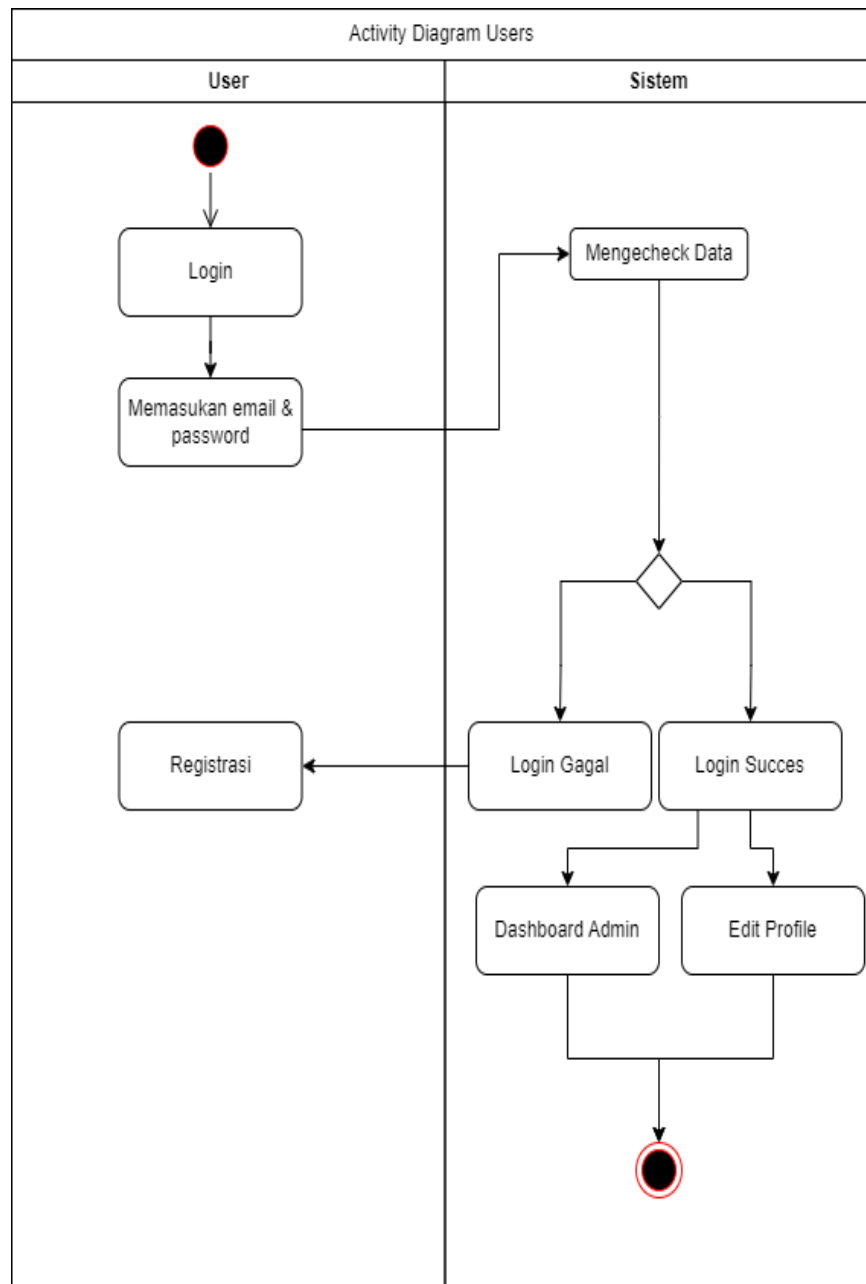 Activity Diagram Users
User
Sistem
Login
Mengecheck Data
Memasukan email &
password
Registrasi
Login Gagal
Login Succes
Dashboard Admin
Edit Profile